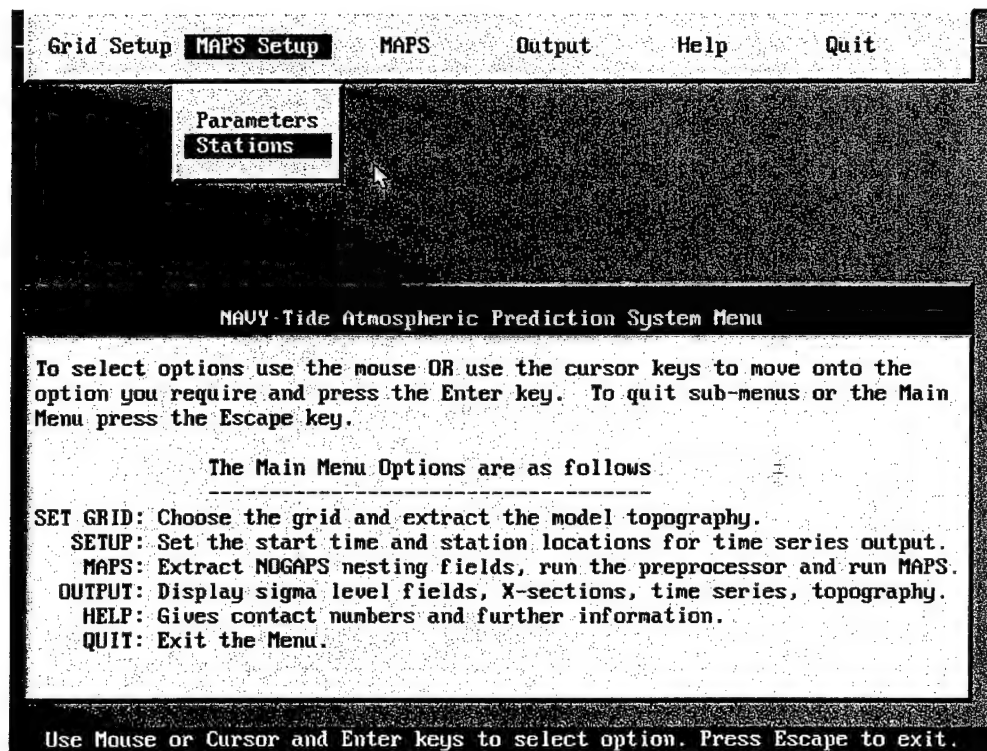 Grid Setup MAPS Setup MAPS Output Help Quit
Parameters
Stations
NAVY-Tide Atmospheric Prediction System Menu
To select options use the mouse OR use the cursor keys to move onto the
option you require and press the Enter key. To quit sub-menus or the Main
Menu press the Escape key.
The Main Menu Options are as follows
----------------------------------------
SET GRID: Choose the grid and extract the model topography.
SETUP: Set the start time and station locations for time series output.
MAPS: Extract NOGAPS nesting fields, run the preprocessor and run MAPS.
OUTPUT: Display sigma level fields, X-sections, time series, topography.
HELP: Gives contact numbers and further information.
QUIT: Exit the Menu.
Use Mouse or Cursor and Enter keys to select option. Press Escape to exit.